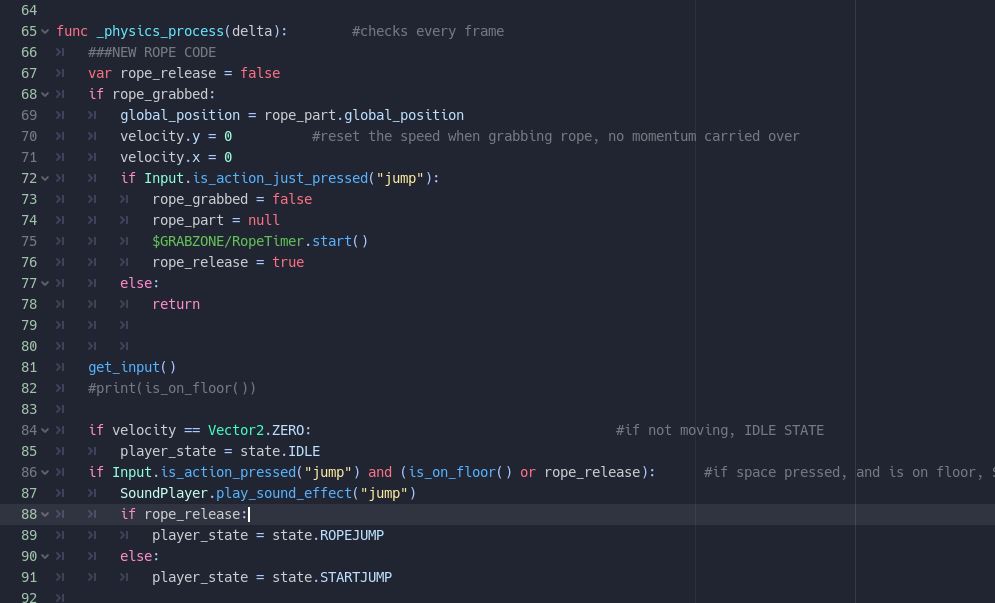 64
65 func _physics_process(delta): #checks every frame
66 ###NEW ROPE CODE
67 var rope_release = false
68 if rope_grabbed:
69 global_position = rope_part.global_position
70 velocity.y = 0 #reset the speed when grabbing rope, no momentum carried over
71 velocity.x = 0
72 if Input.is_action_just_pressed("jump"):
73 rope_grabbed = false
74 rope_part = null
75 $GRABZONE/RopeTimer.start()
76 rope_release = true
77 else:
78 return
79
80
81 get_input()
82 #print(is_on_floor())
83
84 if velocity == Vector2.ZERO: #if not moving, IDLE STATE
85 player_state = state.IDLE
86 if Input.is_action_pressed("jump") and (is_on_floor() or rope_release): #if space pressed, and is on floor,
87 SoundPlayer.play_sound_effect("jump")
88 if rope_release:
89 player_state = state.ROPEJUMP
90 else:
91 player_state = state.STARTJUMP
92